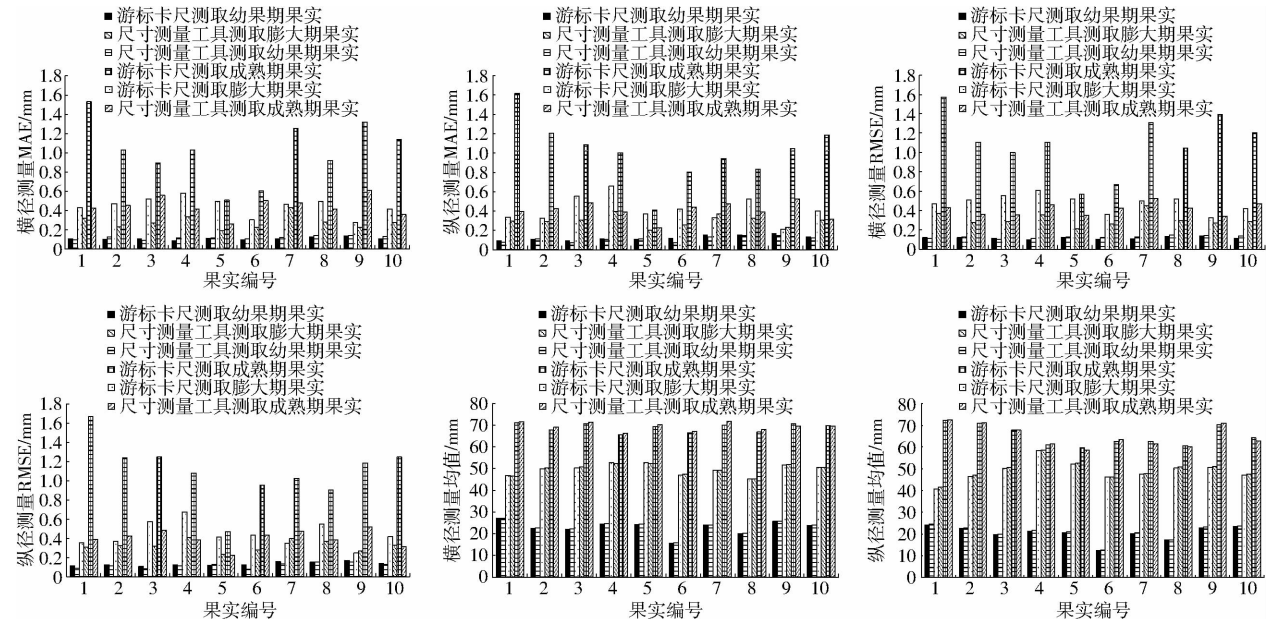 游标卡尺测取幼果期果实
尺寸测量工具测取膨大期果实
尺寸测量工具测取幼果期果实
游标卡尺测取成熟期果实
游标卡尺测取膨大期果实
尺寸测量工具测取成熟期果实
横径测量MAE/mm
1.8
1.6
1.4
1.2
1.0
0.8
0.6
0.4
0.2
0
1 2 3 4 5 6 7 8 9 10
果实编号
游标卡尺测取幼果期果实
尺寸测量工具测取膨大期果实
尺寸测量工具测取幼果期果实
游标卡尺测取成熟期果实
游标卡尺测取膨大期果实
尺寸测量工具测取成熟期果实
纵径测量MAE/mm
1.8
1.6
1.4
1.2
1.0
0.8
0.6
0.4
0.2
0
1 2 3 4 5 6 7 8 9 10
果实编号
游标卡尺测取幼果期果实
尺寸测量工具测取膨大期果实
尺寸测量工具测取幼果期果实
游标卡尺测取成熟期果实
游标卡尺测取膨大期果实
尺寸测量工具测取成熟期果实
横径测量RMSE/mm
1.8
1.6
1.4
1.2
1.0
0.8
0.6
0.4
0.2
0
1 2 3 4 5 6 7 8 9 10
果实编号
游标卡尺测取幼果期果实
尺寸测量工具测取膨大期果实
尺寸测量工具测取幼果期果实
游标卡尺测取成熟期果实
游标卡尺测取膨大期果实
尺寸测量工具测取成熟期果实
纵径测量RMSE/mm
1.8
1.6
1.4
1.2
1.0
0.8
0.6
0.4
0.2
0
1 2 3 4 5 6 7 8 9 10
果实编号
游标卡尺测取幼果期果实
尺寸测量工具测取膨大期果实
尺寸测量工具测取幼果期果实
游标卡尺测取成熟期果实
游标卡尺测取膨大期果实
尺寸测量工具测取成熟期果实
横径测量均值/mm
80
70
60
50
40
30
20
10
0
1 2 3 4 5 6 7 8 9 10
果实编号
游标卡尺测取幼果期果实
尺寸测量工具测取膨大期果实
尺寸测量工具测取幼果期果实
游标卡尺测取成熟期果实
游标卡尺测取膨大期果实
尺寸测量工具测取成熟期果实
纵径测量均值/mm
80
70
60
50
40
30
20
10
0
1 2 3 4 5 6 7 8 9 10
果实编号